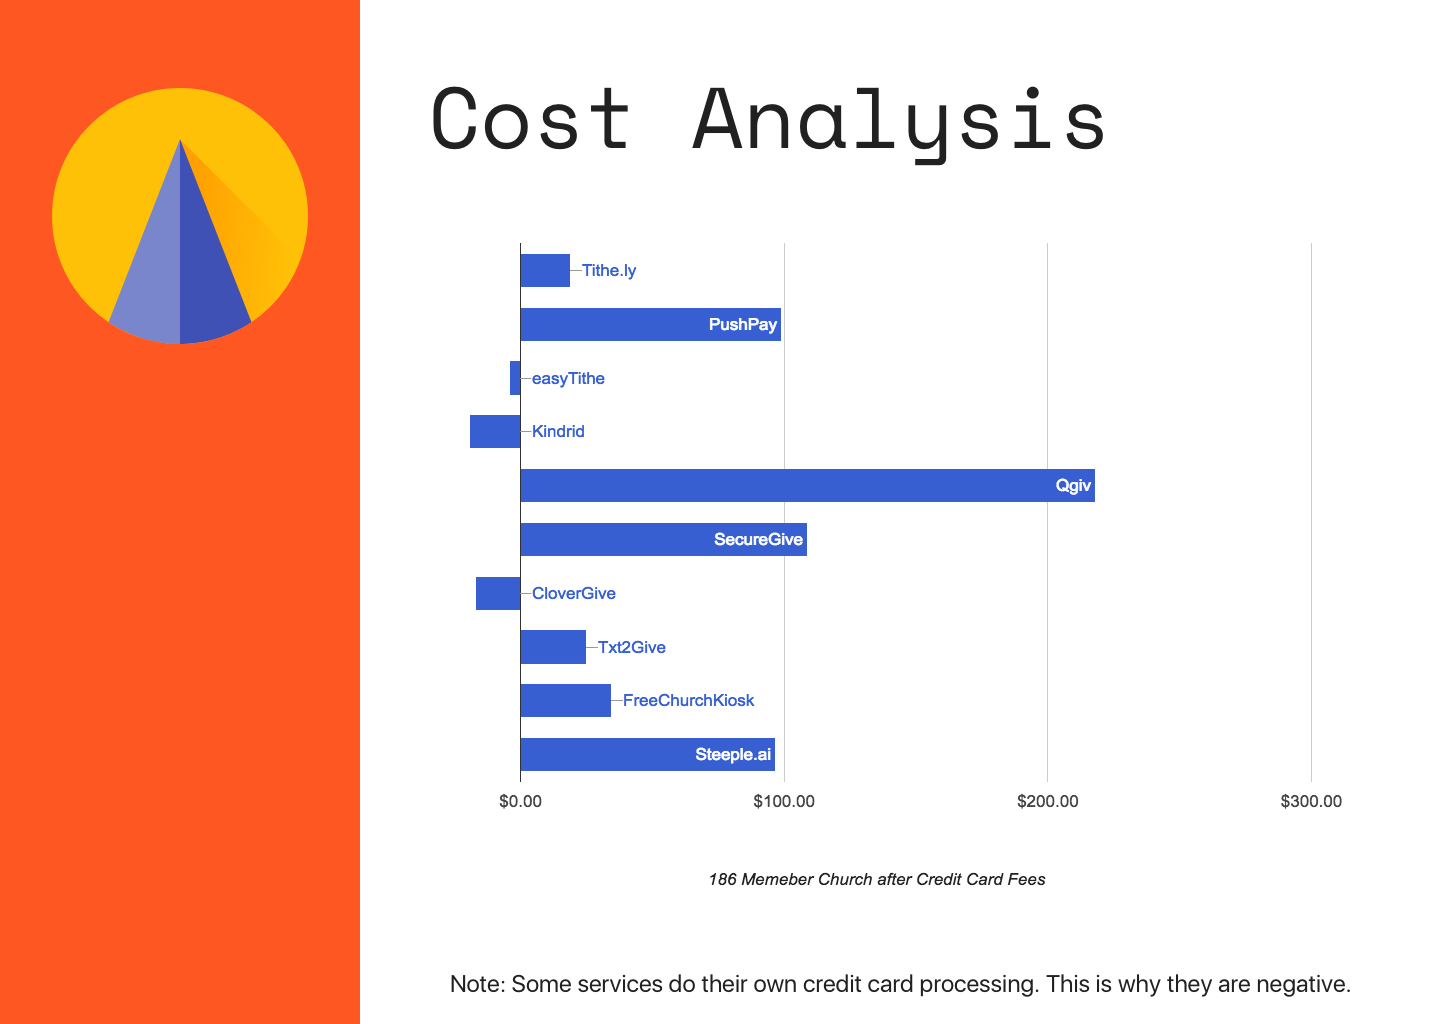 Cost Analysis
Tithe.ly
PushPay
easyTithe
Kindrid
Qgiv
SecureGive
CloverGive
Txt2Give
FreeChurchKiosk
Steeple.ai
$0.00 $100.00 $200.00 $300.00
186 Memeber Church after Credit Card Fees
Note: Some services do their own credit card processing. This is why they are negative.